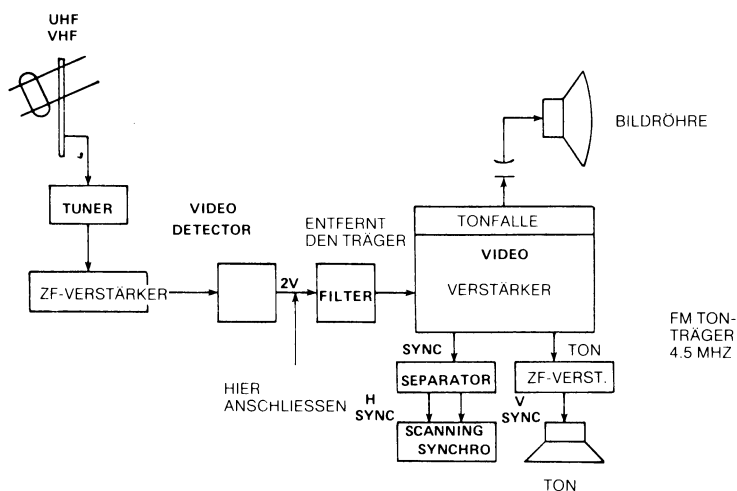 UHF
VHF
BILDRÖHRE
TUNER
VIDEO
DETECTOR
ENTFERNT
DEN TRÄGER
TONFALLE
VIDEO
VERSTÄRKER
ZF-VERSTÄRKER
2V
FILTER
FM TON-
TRÄGER
4.5 MHZ
SYNC
TON
SEPARATOR
ZF-VERST.
HIER
ANSCHLIESSEN
H
SYNC
V
SYNC
SCANNING
SYNCHRO
TON